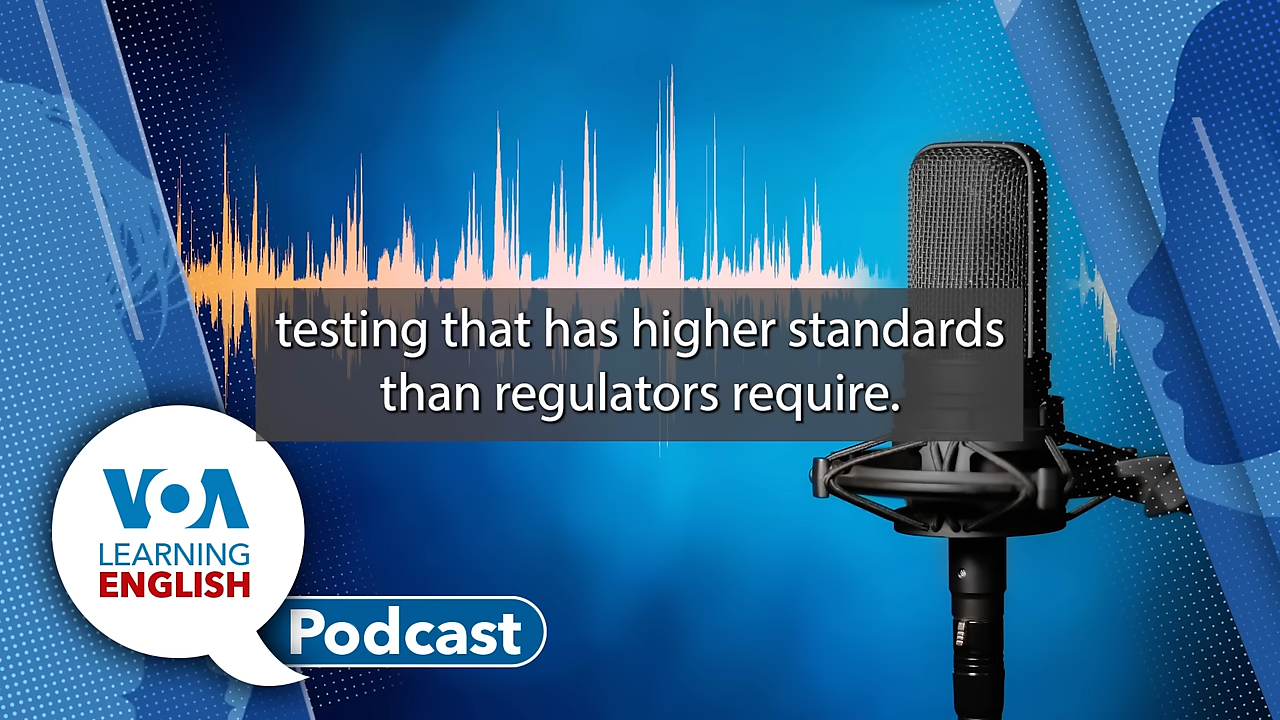 testing that has higher standards
than regulators require.
VOA
LEARNING
ENGLISH
Podcast